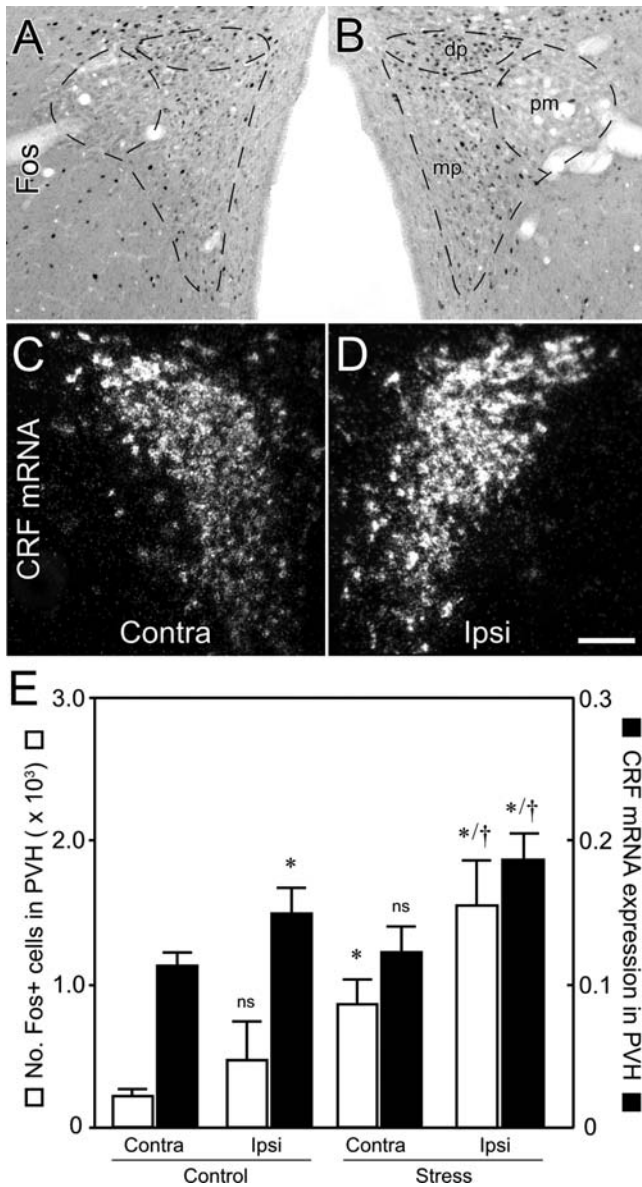 A
B
dp
pm
mp
Fos
C
D
CRF mRNA
Contra
Ipsi
E
No. Fos+ cells in PVH ( x 10³)
3.0
2.0
1.0
0
CRF mRNA expression in PVH
0.3
0.2
0.1
0
ns
*
*
ns
*/†
*/†
Contra
Ipsi
Contra
Ipsi
Control
Stress